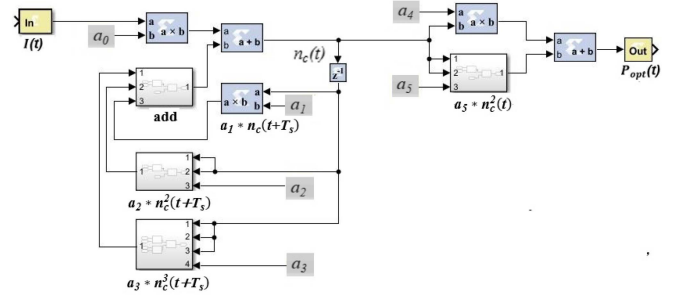 In
I(t)
a0
a
b
a × b
a
b
a + b
nc(t)
z-1
a4
a
b
a × b
a5
1
2
3
1
a5 * nc2(t)
a
b
a + b
Out
Popt(t)
1
2
3
1
add
a × b
a
b
a1
a1 * nc(t+Ts)
1
1
2
3
a2
a2 * nc2(t+Ts)
1
1
2
3
4
a3
a3 * nc3(t+Ts)